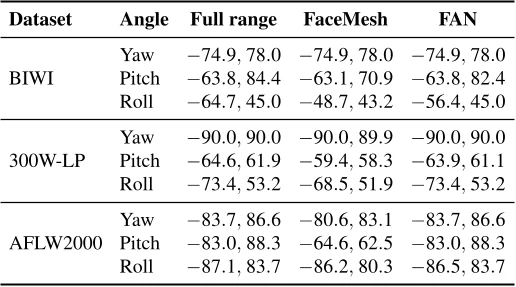 Dataset Angle Full range FaceMesh FAN
Yaw −74.9, 78.0 −74.9, 78.0 −74.9, 78.0
BIWI Pitch −63.8, 84.4 −63.1, 70.9 −63.8, 82.4
Roll −64.7, 45.0 −48.7, 43.2 −56.4, 45.0
Yaw −90.0, 90.0 −90.0, 89.9 −90.0, 90.0
300W-LP Pitch −64.6, 61.9 −59.4, 58.3 −63.9, 61.1
Roll −73.4, 53.2 −68.5, 51.9 −73.4, 53.2
Yaw −83.7, 86.6 −80.6, 83.1 −83.7, 86.6
AFLW2000 Pitch −83.0, 88.3 −64.6, 62.5 −83.0, 88.3
Roll −87.1, 83.7 −86.2, 80.3 −86.5, 83.7